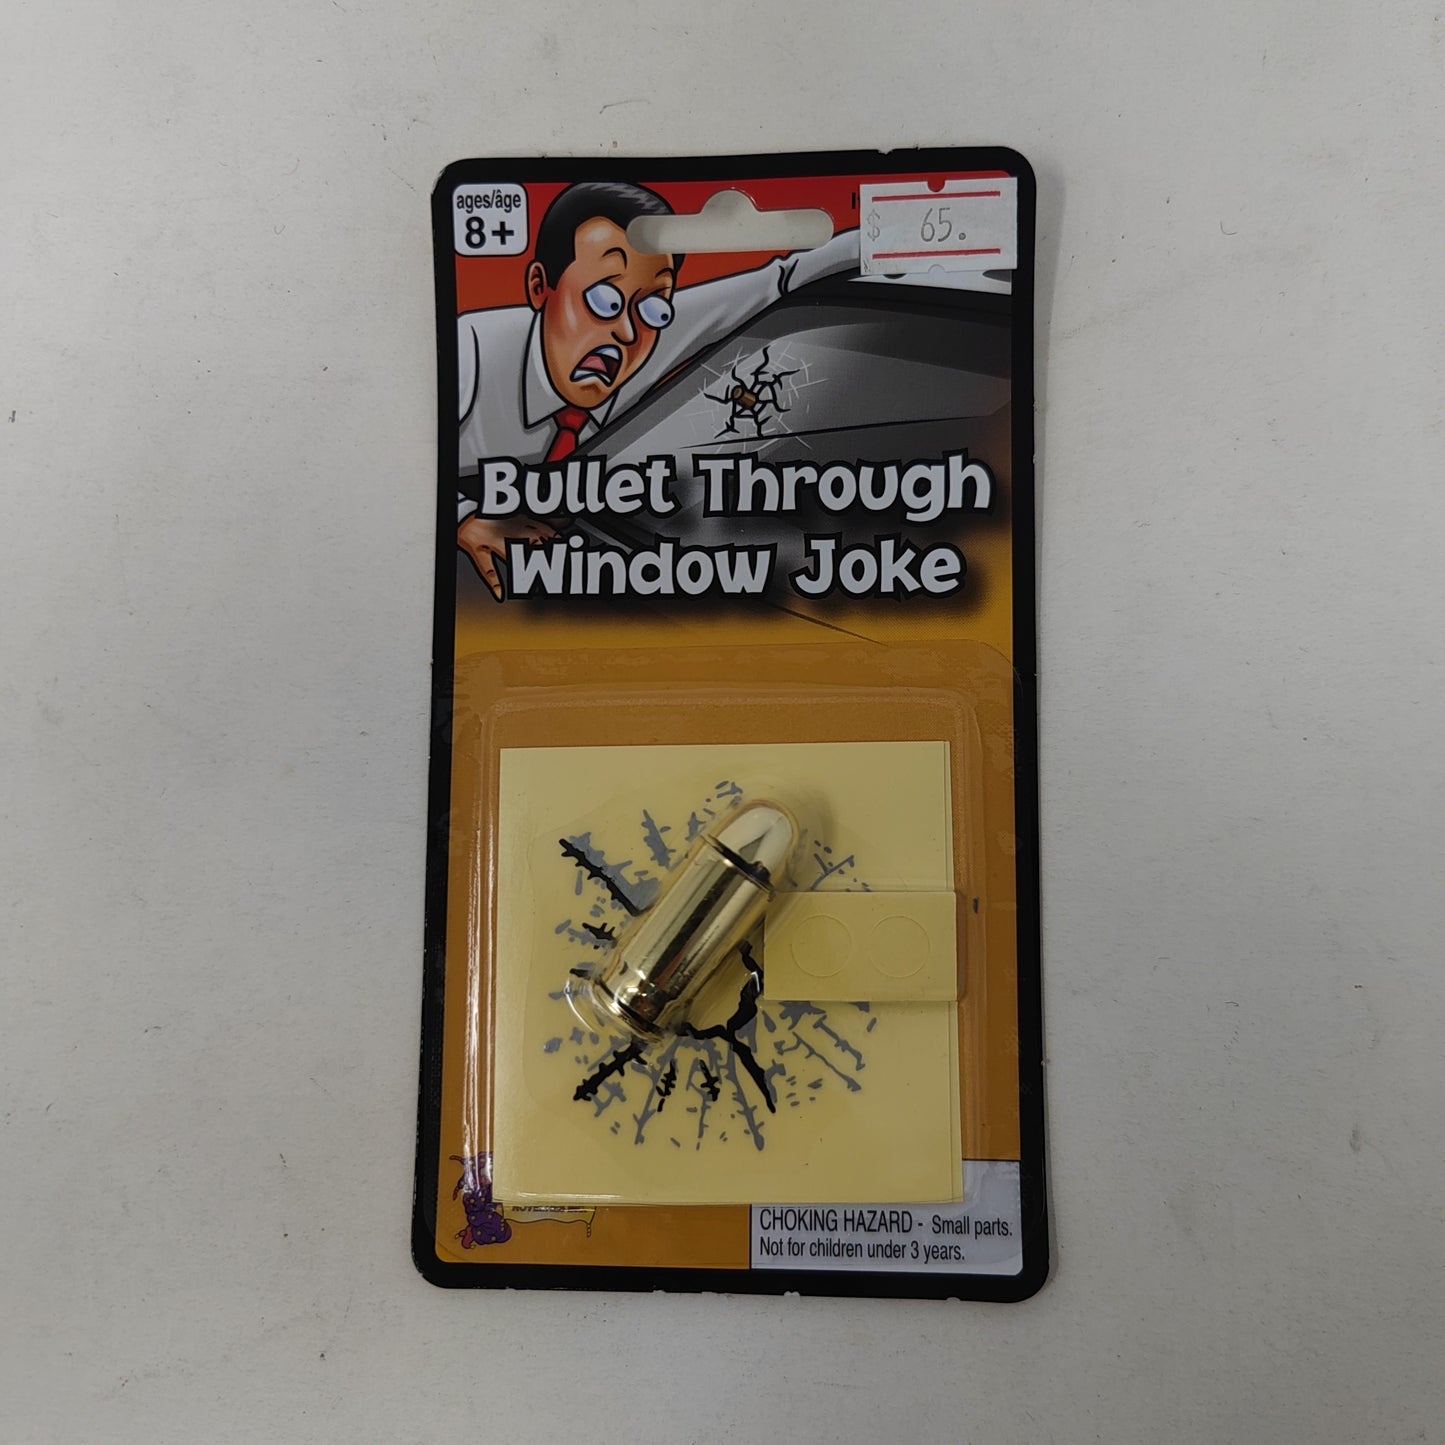 ages/âge
8+
$ 65.
Bullet Through
Window Joke
CHOKING HAZARD - Small parts.
Not for children under 3 years.